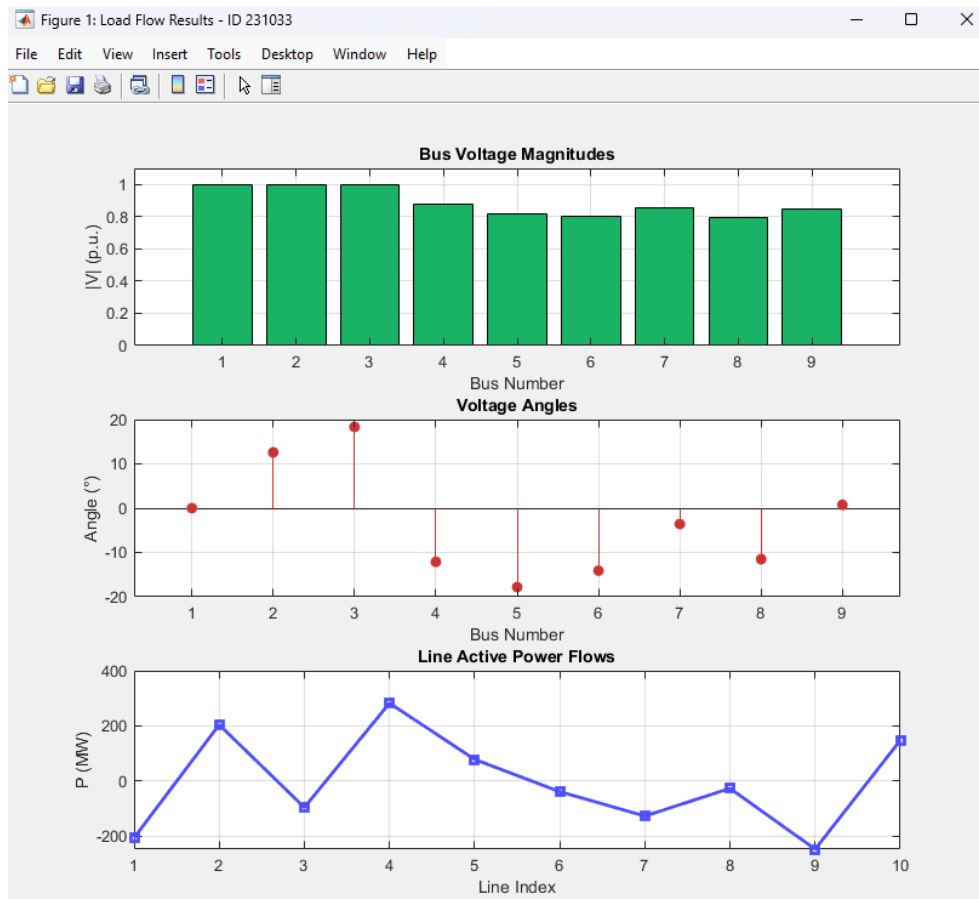 Figure 1: Load Flow Results - ID 231033
File Edit View Insert Tools Desktop Window Help
Bus Voltage Magnitudes
|V| (p.u.)
1
0.8
0.6
0.4
0.2
0
1 2 3 4 5 6 7 8 9
Bus Number
Voltage Angles
Angle (°)
20
10
0
-10
-20
1 2 3 4 5 6 7 8 9
Bus Number
Line Active Power Flows
P (MW)
400
200
0
-200
1 2 3 4 5 6 7 8 9 10
Line Index